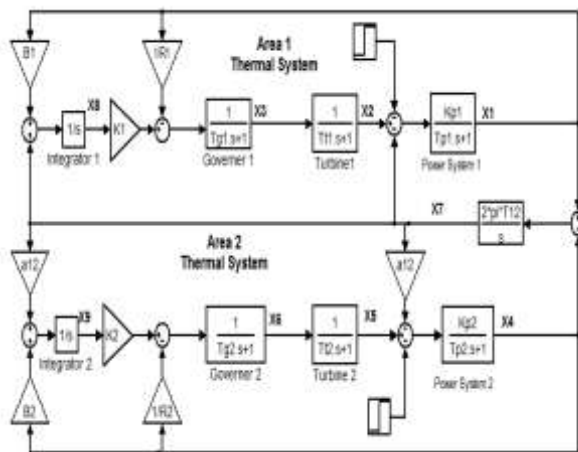 B1
1/R1
Area 1
Thermal System
X8
1/s
K1
Integrator 1
1
Tg1.s+1
Governer 1
X3
1
Tt1.s+1
Turbine1
X2
Kp1
Tp1.s+1
Power System 1
X1
X7
2*pi*T12
s
Area 2
Thermal System
a12
a12
X9
1/s
K2
Integrator 2
1
Tg2.s+1
Governer 2
X6
1
Tt2.s+1
Turbine 2
X5
Kp2
Tp2.s+1
Power System 2
X4
B2
1/R2